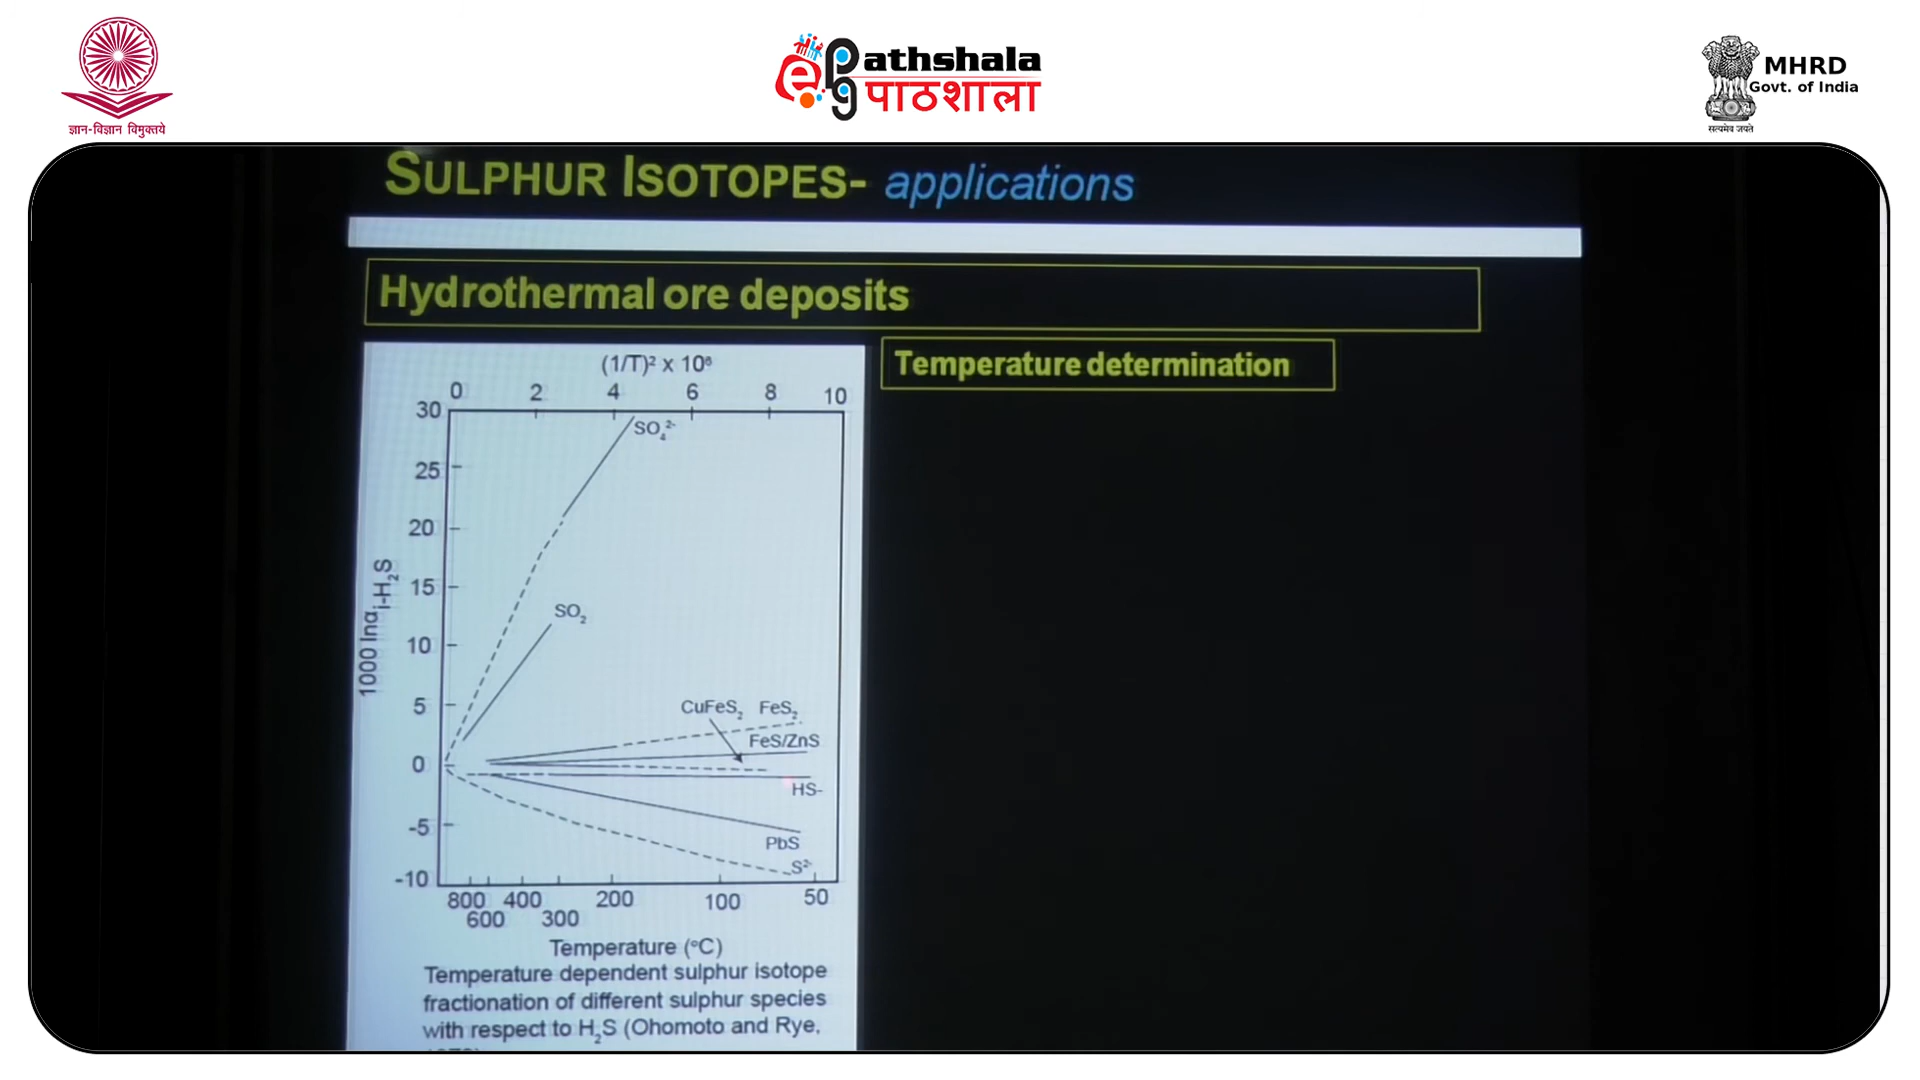 ज्ञान-विज्ञान विमुक्तये
ePg athshala
पाठशाला
MHRD
Govt. of India
सत्यमेव जयते
SULPHUR ISOTOPES- applications
Hydrothermal ore deposits
Temperature determination
(1/T)² x 10⁶
0 2 4 6 8 10
30
25
20
15
10
5
0
-5
-10
1000 lnα i-H₂S
SO₄²⁻
SO₂
CuFeS₂ FeS₂
FeS/ZnS
HS-
PbS
S²⁻
800 400 200 100 50
600 300
Temperature (°C)
Temperature dependent sulphur isotope
fractionation of different sulphur species
with respect to H₂S (Ohomoto and Rye,